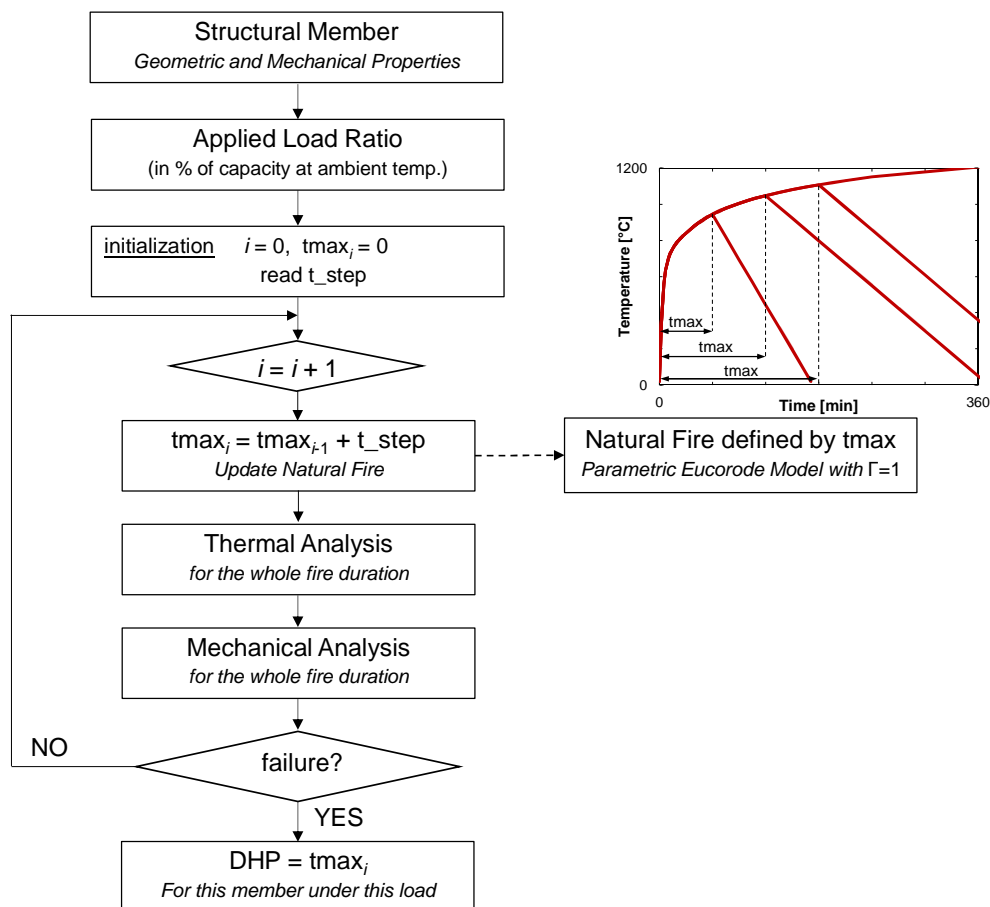 Structural Member
Geometric and Mechanical Properties
Applied Load Ratio
(in % of capacity at ambient temp.)
initialization i = 0, tmaxᵢ = 0
read t_step
i = i + 1
tmaxᵢ = tmaxᵢ₋₁ + t_step
Update Natural Fire
Thermal Analysis
for the whole fire duration
Mechanical Analysis
for the whole fire duration
failure?
NO
YES
DHP = tmaxᵢ
For this member under this load
1200
Temperature [°C]
tmax
tmax
tmax
0
0
360
Time [min]
Natural Fire defined by tmax
Parametric Eucorode Model with Γ=1